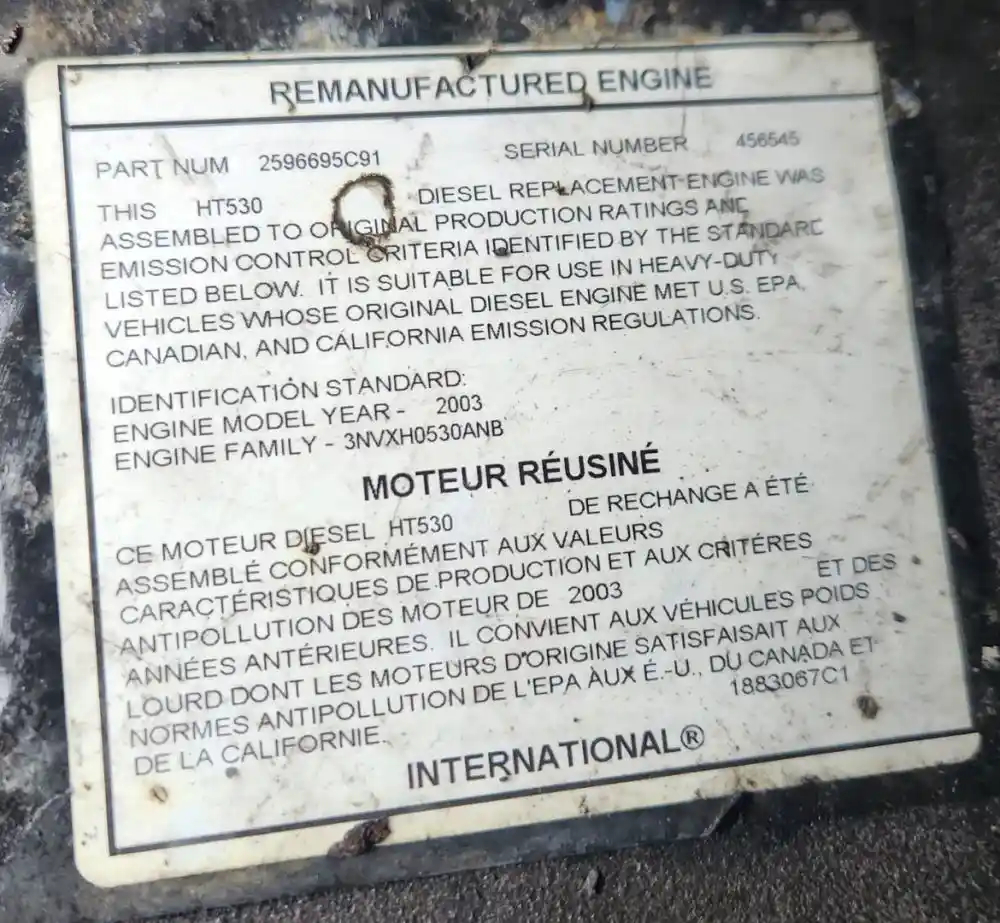 REMANUFACTURED ENGINE
PART NUM 2596695C91 SERIAL NUMBER 456545
THIS HT530 DIESEL REPLACEMENT ENGINE WAS
ASSEMBLED TO ORIGINAL PRODUCTION RATINGS AND
EMISSION CONTROL CRITERIA IDENTIFIED BY THE STANDARD
LISTED BELOW. IT IS SUITABLE FOR USE IN HEAVY-DUTY
VEHICLES WHOSE ORIGINAL DIESEL ENGINE MET U.S. EPA,
CANADIAN, AND CALIFORNIA EMISSION REGULATIONS.
IDENTIFICATION STANDARD:
ENGINE MODEL YEAR - 2003
ENGINE FAMILY - 3NVXH0530ANB
MOTEUR RÉUSINÉ
CE MOTEUR DIESEL HT530 DE RECHANGE A ÉTÉ
ASSEMBLÉ CONFORMÉMENT AUX VALEURS
CARACTÉRISTIQUES DE PRODUCTION ET AUX CRITÉRES
ANTIPOLLUTION DES MOTEUR DE 2003 ET DES
ANNÉES ANTÉRIEURES. IL CONVIENT AUX VÉHICULES POIDS
LOURD DONT LES MOTEURS D'ORIGINE SATISFAISAIT AUX
NORMES ANTIPOLLUTION DE L'EPA AUX É.-U., DU CANADA ET
DE LA CALIFORNIE. 1883067C1
INTERNATIONAL®